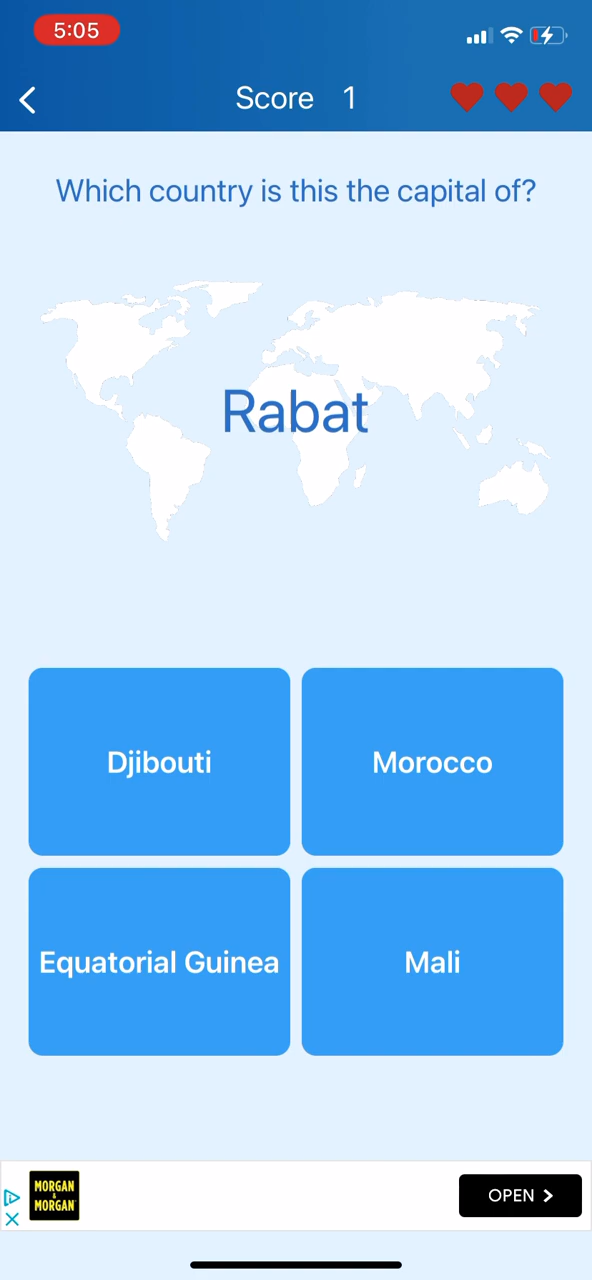 5:05
Score 1
Which country is this the capital of?
Rabat
Djibouti
Morocco
Equatorial Guinea
Mali
MORGAN
&
MORGAN
OPEN